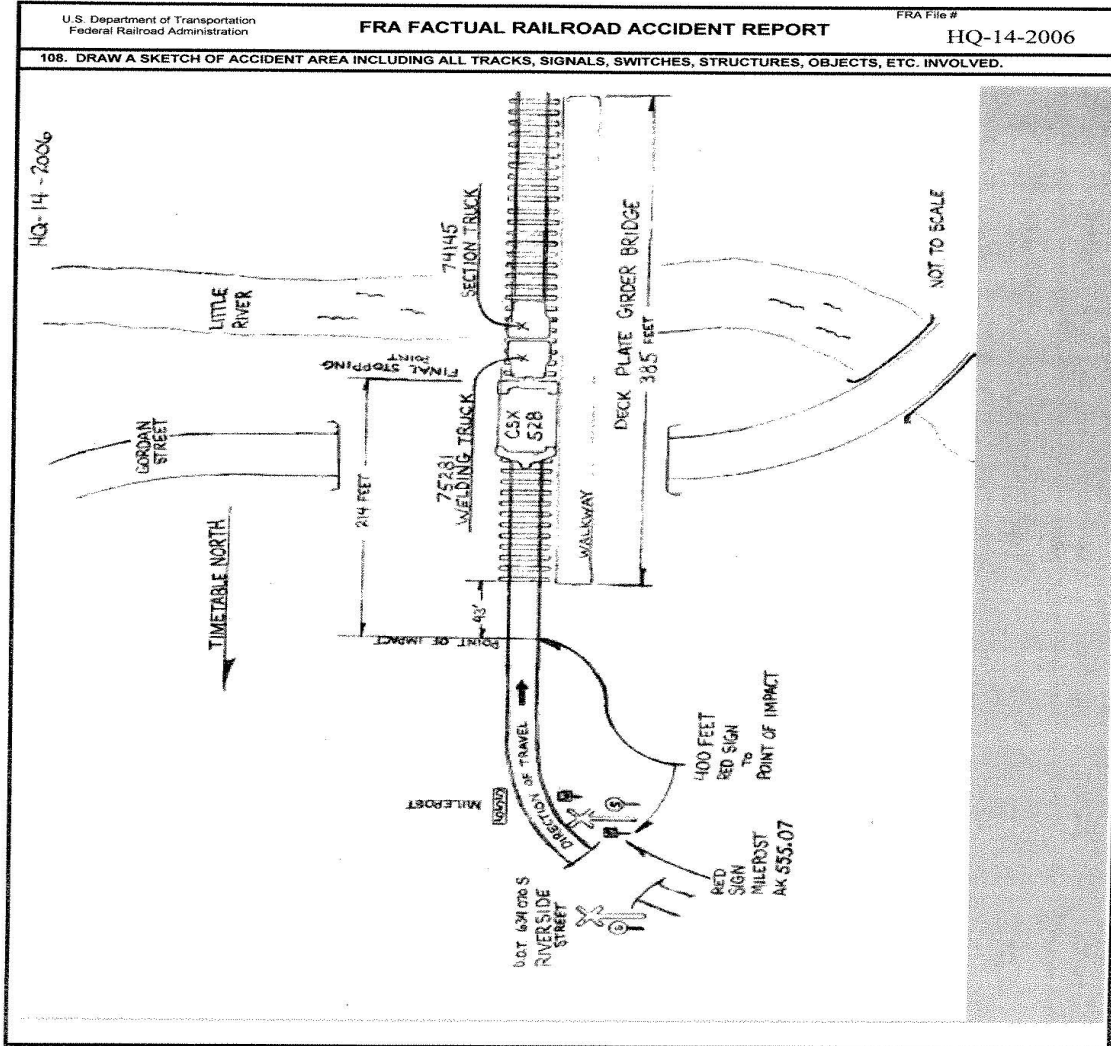 U.S. Department of Transportation
Federal Railroad Administration
FRA FACTUAL RAILROAD ACCIDENT REPORT
FRA File #
HQ-14-2006
108. DRAW A SKETCH OF ACCIDENT AREA INCLUDING ALL TRACKS, SIGNALS, SWITCHES, STRUCTURES, OBJECTS, ETC. INVOLVED.
HQ-14-2006
LITTLE
RIVER
74145
SECTION TRUCK
FINAL STOPPING
POINT
GORDAN
STREET
214 FEET
75281
WELDING TRUCK
CSX
528
DECK PLATE GIRDER BRIDGE
385 FEET
WALKWAY
NOT TO SCALE
TIMETABLE NORTH
43'
POINT OF IMPACT
DIRECTION OF TRAVEL
MILEPOST
400 FEET
RED SIGN
TO
POINT OF IMPACT
RED
SIGN
MILEPOST
AK 555.07
D.O.T.
RIVERSIDE
STREET